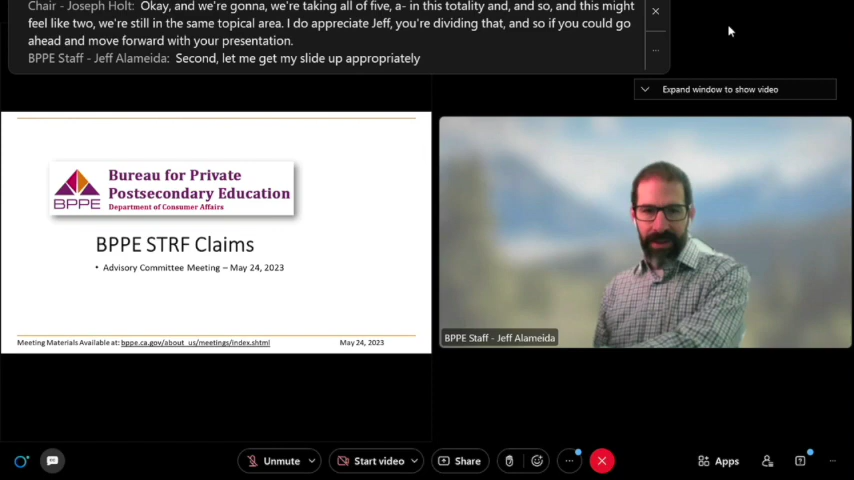 Chair - Joseph Holt: Okay, and we're gonna, we're taking all of five, a- in this totality and, and so, and this might
feel like two, we're still in the same topical area. I do appreciate Jeff, you're dividing that, and so if you could go
ahead and move forward with your presentation.
BPPE Staff - Jeff Alameida: Second, let me get my slide up appropriately
Expand window to show video
BPPE
Bureau for Private
Postsecondary Education
Department of Consumer Affairs
BPPE STRF Claims
• Advisory Committee Meeting – May 24, 2023
Meeting Materials Available at: bppe.ca.gov/about_us/meetings/index.shtml
May 24, 2023
BPPE Staff - Jeff Alameida
Unmute
Start video
Share
Apps